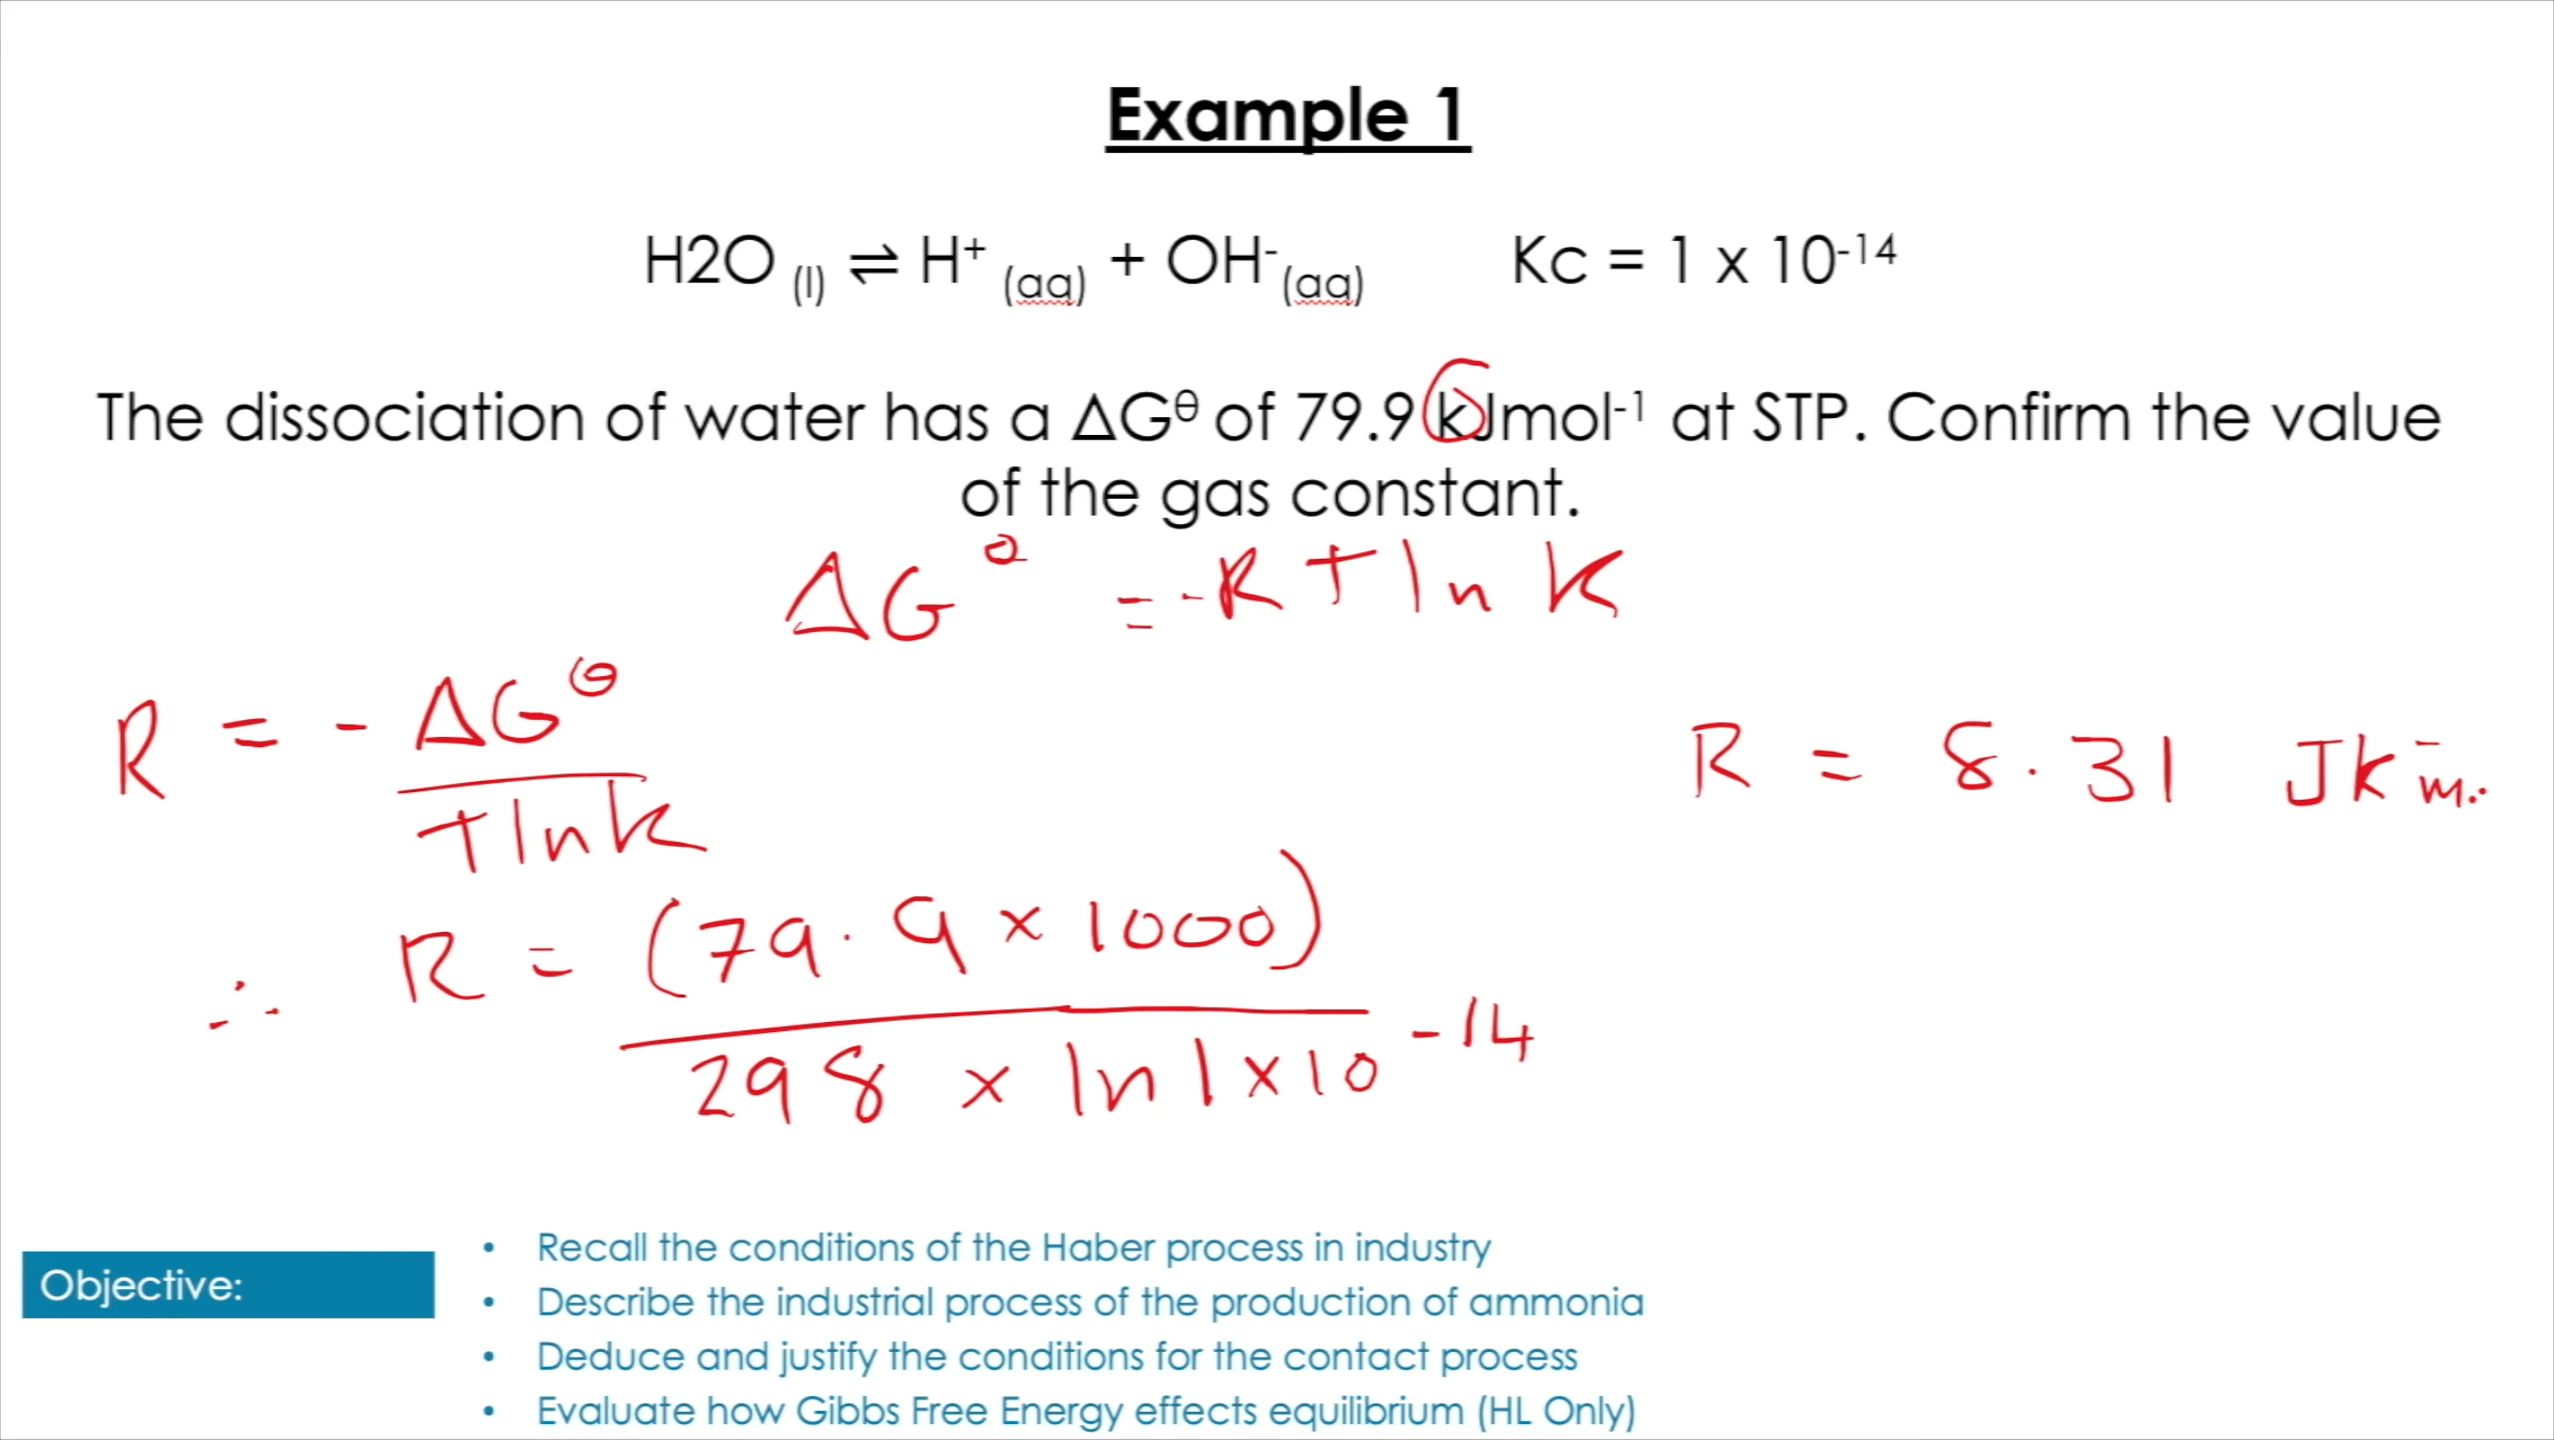 Example 1
H2O (l) ⇌ H⁺ (aq) + OH⁻(aq) Kc = 1 x 10⁻¹⁴
The dissociation of water has a ΔGᶿ of 79.9 kJmol⁻¹ at STP. Confirm the value
of the gas constant.
ΔGᶿ = -RTlnK
R = - ΔGᶿ
TlnK
R = 8.31 JK⁻m..
∴ R = (79.9 × 1000)
298 × ln 1×10⁻¹⁴
Objective:
• Recall the conditions of the Haber process in industry
• Describe the industrial process of the production of ammonia
• Deduce and justify the conditions for the contact process
• Evaluate how Gibbs Free Energy effects equilibrium (HL Only)